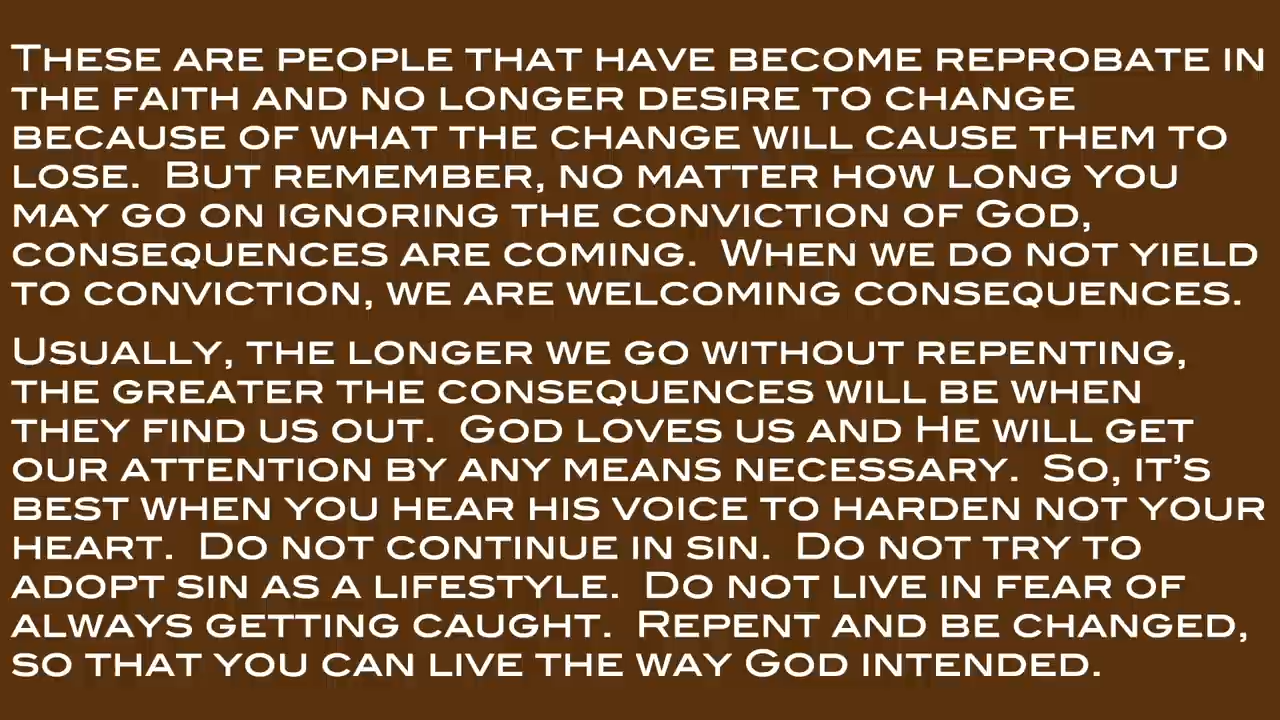 These are people that have become reprobate in
the faith and no longer desire to change
because of what the change will cause them to
lose.  But remember, no matter how long you
may go on ignoring the conviction of God,
consequences are coming.  When we do not yield
to conviction, we are welcoming consequences.
Usually, the longer we go without repenting,
the greater the consequences will be when
they find us out.  God loves us and He will get
our attention by any means necessary.  So, it’s
best when you hear his voice to harden not your
heart.  Do not continue in sin.  Do not try to
adopt sin as a lifestyle.  Do not live in fear of
always getting caught.  Repent and be changed,
so that you can live the way God intended.